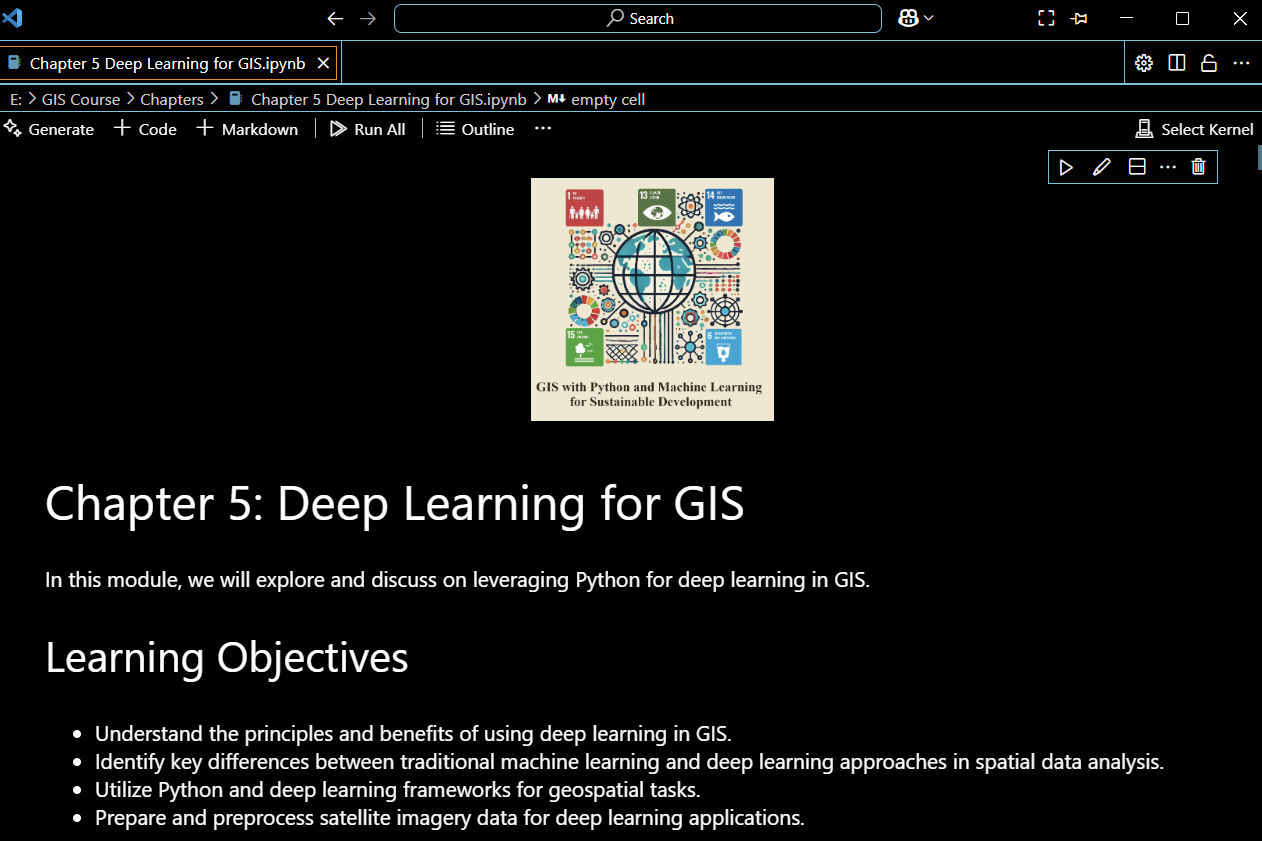 Search
Chapter 5 Deep Learning for GIS.ipynb
E: > GIS Course > Chapters > Chapter 5 Deep Learning for GIS.ipynb > M↓ empty cell
Generate + Code + Markdown | Run All | Outline ...
Select Kernel
1
13
14
15
6
GIS with Python and Machine Learning
for Sustainable Development
Chapter 5: Deep Learning for GIS
In this module, we will explore and discuss on leveraging Python for deep learning in GIS.
Learning Objectives
• Understand the principles and benefits of using deep learning in GIS.
• Identify key differences between traditional machine learning and deep learning approaches in spatial data analysis.
• Utilize Python and deep learning frameworks for geospatial tasks.
• Prepare and preprocess satellite imagery data for deep learning applications.